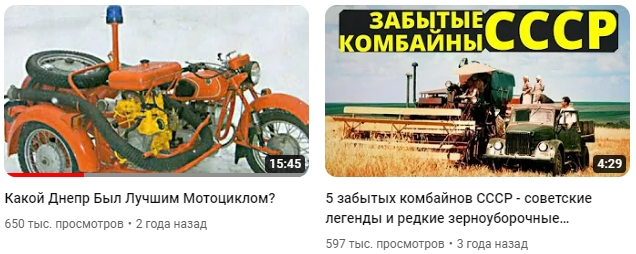 15:45
Какой Днепр Был Лучшим Мотоциклом?
650 тыс. просмотров • 2 года назад
ЗАБЫТЫЕ
КОМБАЙНЫ
СССР
4:29
5 забытых комбайнов СССР - советские
легенды и редкие зерноуборочные…
597 тыс. просмотров • 3 года назад